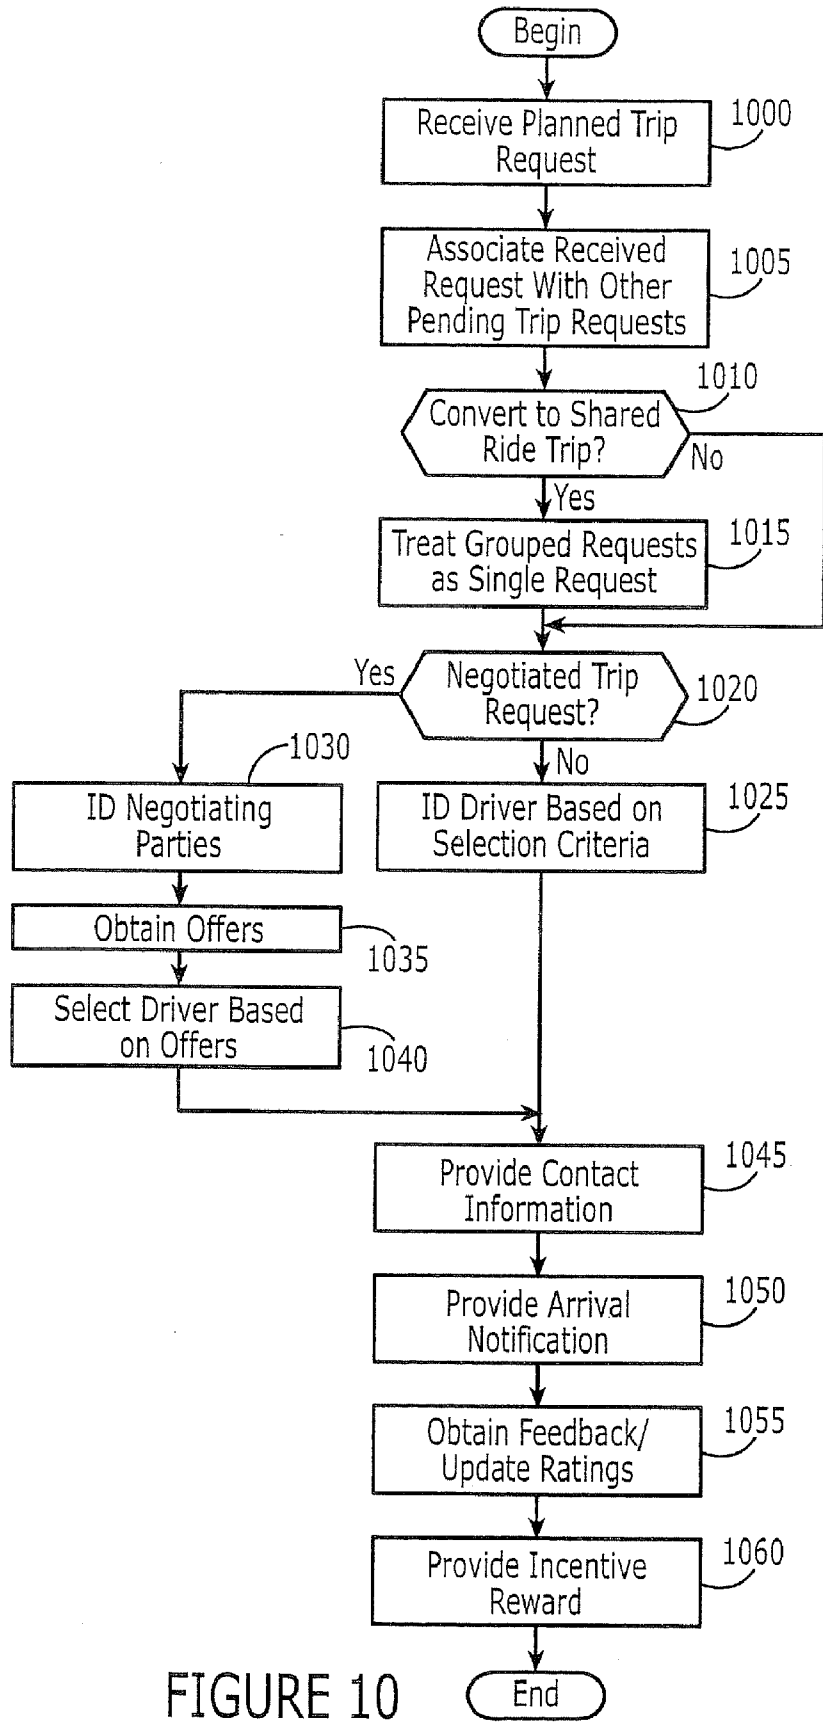 Begin
Receive Planned Trip
Request
1000
Associate Received
Request With Other
Pending Trip Requests
1005
Convert to Shared
Ride Trip?
1010
No
Yes
Treat Grouped Requests
as Single Request
1015
Negotiated Trip
Request?
1020
Yes
No
1030
ID Negotiating
Parties
ID Driver Based on
Selection Criteria
1025
Obtain Offers
1035
Select Driver Based
on Offers
1040
Provide Contact
Information
1045
Provide Arrival
Notification
1050
Obtain Feedback/
Update Ratings
1055
Provide Incentive
Reward
1060
End
FIGURE 10